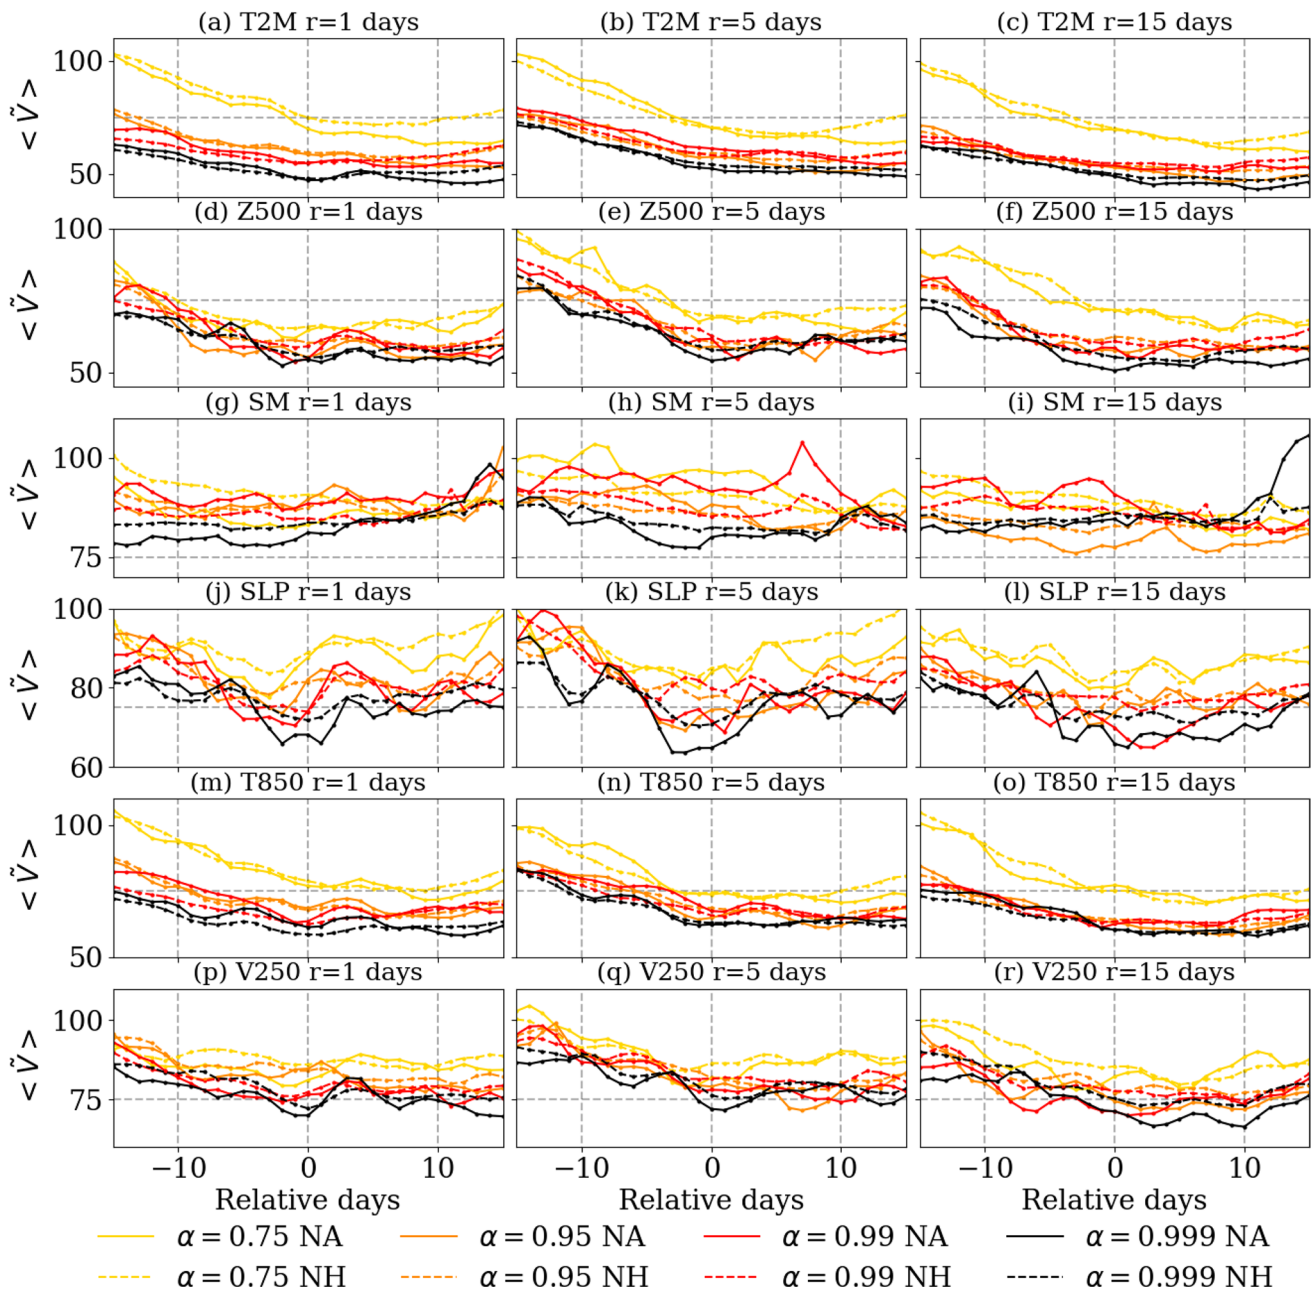 (a) T2M r=1 days (b) T2M r=5 days (c) T2M r=15 days
100
< Ṽ >
50
(d) Z500 r=1 days (e) Z500 r=5 days (f) Z500 r=15 days
100
< Ṽ >
50
(g) SM r=1 days (h) SM r=5 days (i) SM r=15 days
100
< Ṽ >
75
(j) SLP r=1 days (k) SLP r=5 days (l) SLP r=15 days
100
< Ṽ >
80
60
(m) T850 r=1 days (n) T850 r=5 days (o) T850 r=15 days
100
< Ṽ >
50
(p) V250 r=1 days (q) V250 r=5 days (r) V250 r=15 days
100
< Ṽ >
75
−10 0 10 −10 0 10 −10 0 10
Relative days Relative days Relative days
α = 0.75 NA α = 0.95 NA α = 0.99 NA α = 0.999 NA
α = 0.75 NH α = 0.95 NH α = 0.99 NH α = 0.999 NH